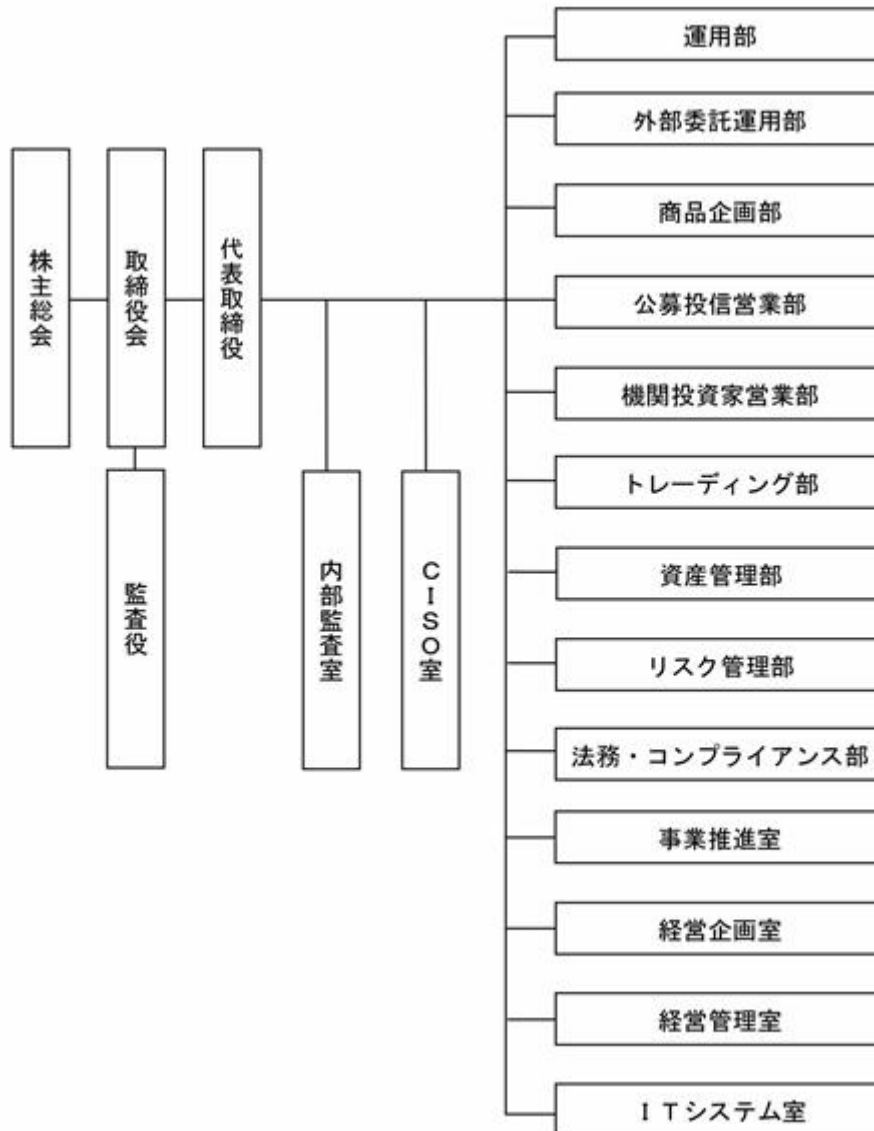 株主総会
取締役会
代表取締役
監査役
内部監査室
CISO室
運用部
外部委託運用部
商品企画部
公募投信営業部
機関投資家営業部
トレーディング部
資産管理部
リスク管理部
法務・コンプライアンス部
事業推進室
経営企画室
経営管理室
ITシステム室